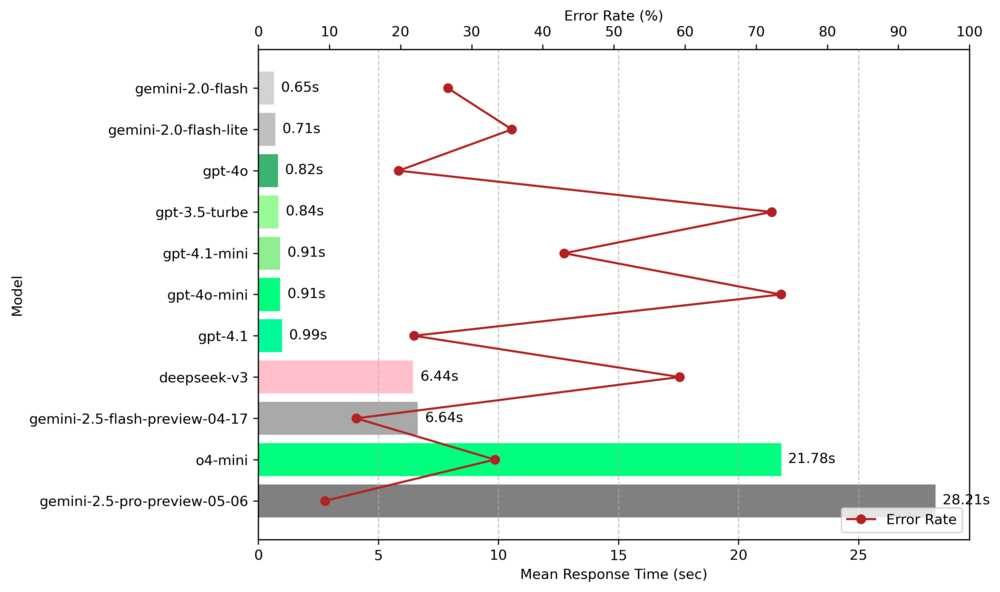 Error Rate (%)
0 10 20 30 40 50 60 70 80 90 100
gemini-2.0-flash 0.65s
gemini-2.0-flash-lite 0.71s
gpt-4o 0.82s
gpt-3.5-turbe 0.84s
gpt-4.1-mini 0.91s
gpt-4o-mini 0.91s
gpt-4.1 0.99s
deepseek-v3 6.44s
gemini-2.5-flash-preview-04-17 6.64s
o4-mini 21.78s
gemini-2.5-pro-preview-05-06 28.21s
Model
Error Rate
0 5 10 15 20 25
Mean Response Time (sec)